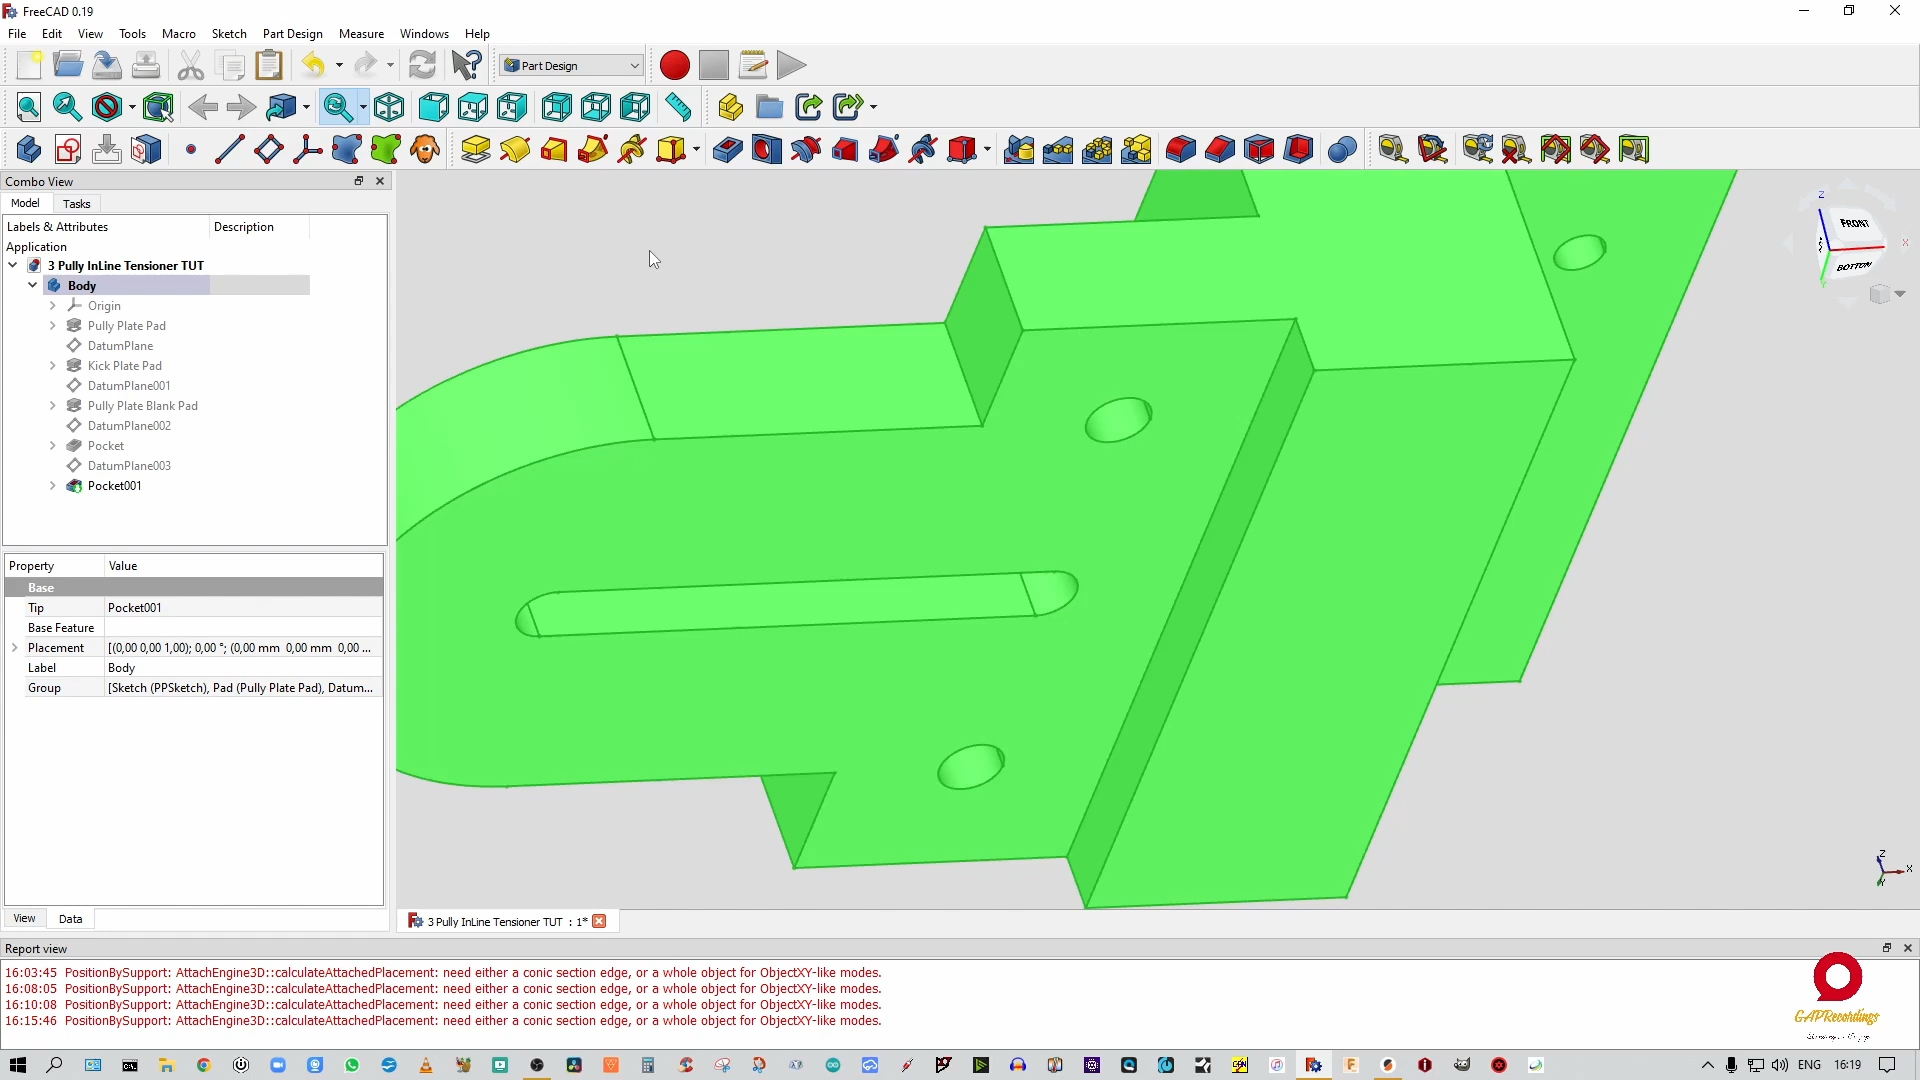 FreeCAD 0.19
File Edit View Tools Macro Sketch Part Design Measure Windows Help
Part Design
Combo View
Model Tasks
Labels & Attributes Description
Application
3 Pully InLine Tensioner TUT
Body
Origin
Pully Plate Pad
DatumPlane
Kick Plate Pad
DatumPlane001
Pully Plate Blank Pad
DatumPlane002
Pocket
DatumPlane003
Pocket001
Property Value
Base
Tip Pocket001
Base Feature
Placement [(0,00 0,00 1,00); 0,00 °; (0,00 mm 0,00 mm 0,00 ...
Label Body
Group [Sketch (PPSketch), Pad (Pully Plate Pad), Datum...
View Data
FRONT
BOTTOM
Z
X
Y
Z
X
Y
3 Pully InLine Tensioner TUT : 1*
Report view
16:03:45 PositionBySupport: AttachEngine3D::calculateAttachedPlacement: need either a conic section edge, or a whole object for ObjectXY-like modes.
16:08:05 PositionBySupport: AttachEngine3D::calculateAttachedPlacement: need either a conic section edge, or a whole object for ObjectXY-like modes.
16:10:08 PositionBySupport: AttachEngine3D::calculateAttachedPlacement: need either a conic section edge, or a whole object for ObjectXY-like modes.
16:15:46 PositionBySupport: AttachEngine3D::calculateAttachedPlacement: need either a conic section edge, or a whole object for ObjectXY-like modes.
GAPRecordings
ENG 16:19